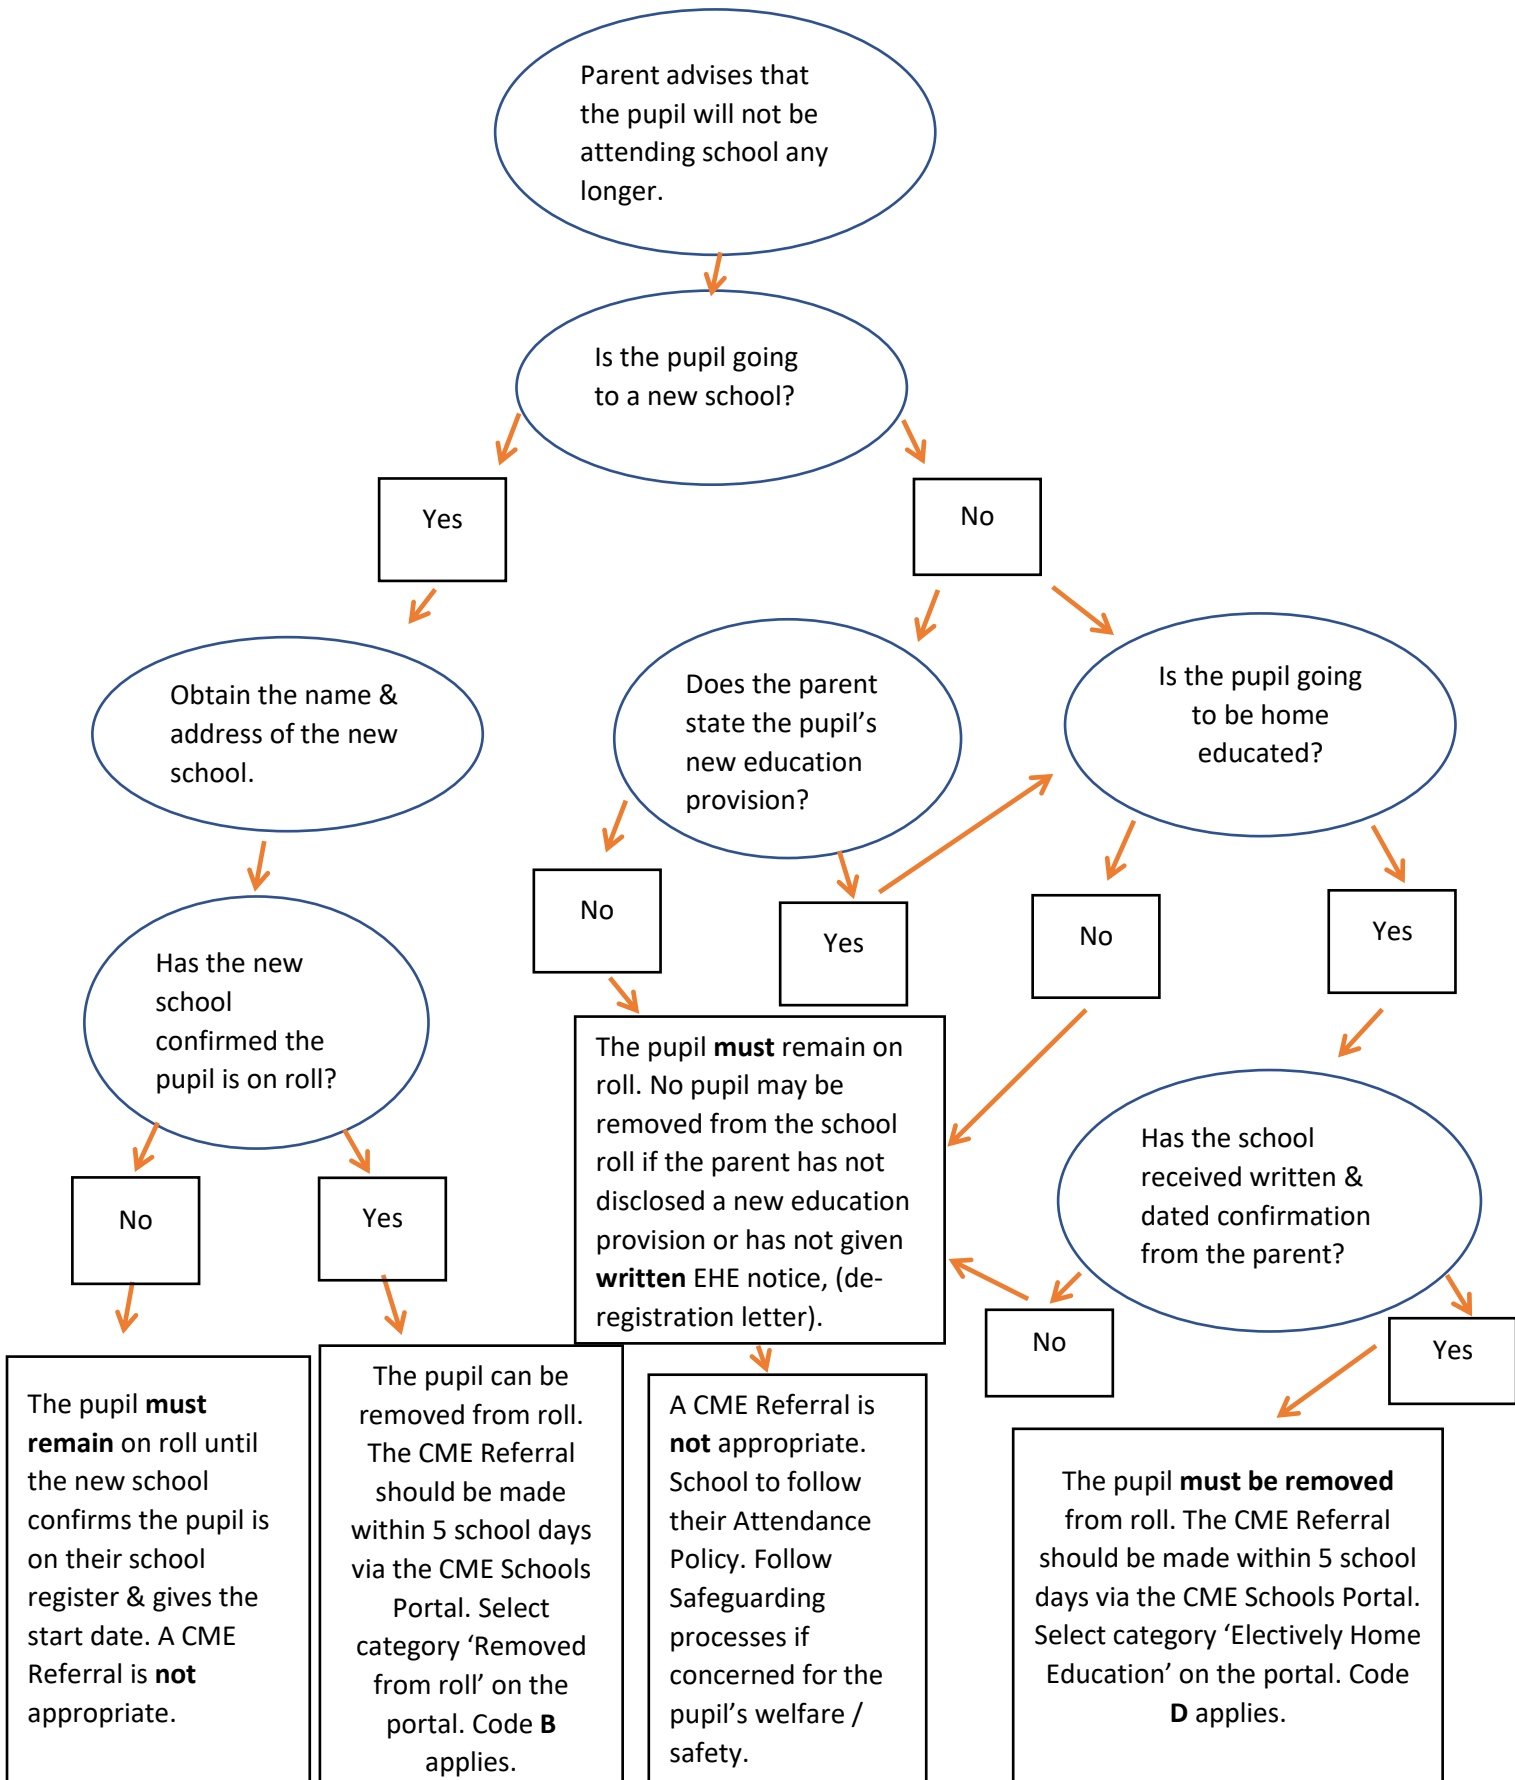 Parent advises that
the pupil will not be
attending school any
longer.
Is the pupil going
to a new school?
Yes
No
Obtain the name &
address of the new
school.
Does the parent
state the pupil’s
new education
provision?
Is the pupil going
to be home
educated?
No
Yes
No
Yes
Has the new
school
confirmed the
pupil is on roll?
The pupil must remain on
roll. No pupil may be
removed from the school
roll if the parent has not
disclosed a new education
provision or has not given
written EHE notice, (de-
registration letter).
Has the school
received written &
dated confirmation
from the parent?
No
Yes
No
Yes
The pupil must
remain on roll until
the new school
confirms the pupil is
on their school
register & gives the
start date. A CME
Referral is not
appropriate.
The pupil can be
removed from roll.
The CME Referral
should be made
within 5 school days
via the CME Schools
Portal. Select
category ‘Removed
from roll’ on the
portal. Code B
applies.
A CME Referral is
not appropriate.
School to follow
their Attendance
Policy. Follow
Safeguarding
processes if
concerned for the
pupil’s welfare /
safety.
The pupil must be removed
from roll. The CME Referral
should be made within 5 school
days via the CME Schools Portal.
Select category ‘Electively Home
Education’ on the portal. Code
D applies.